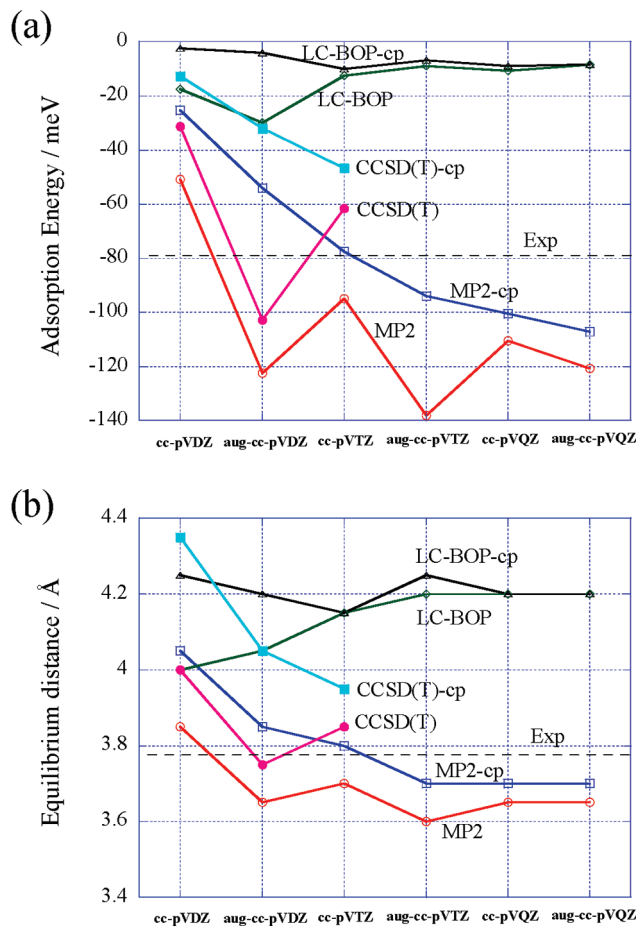 (a)
Adsorption Energy / meV
0
-20
-40
-60
-80
-100
-120
-140
LC-BOP-cp
LC-BOP
CCSD(T)-cp
CCSD(T)
Exp
MP2-cp
MP2
cc-pVDZ aug-cc-pVDZ cc-pVTZ aug-cc-pVTZ cc-pVQZ aug-cc-pVQZ
(b)
Equilibrium distance / Å
4.4
4.2
4
3.8
3.6
3.4
LC-BOP-cp
LC-BOP
CCSD(T)-cp
CCSD(T)
Exp
MP2-cp
MP2
cc-pVDZ aug-cc-pVDZ cc-pVTZ aug-cc-pVTZ cc-pVQZ aug-cc-pVQZ